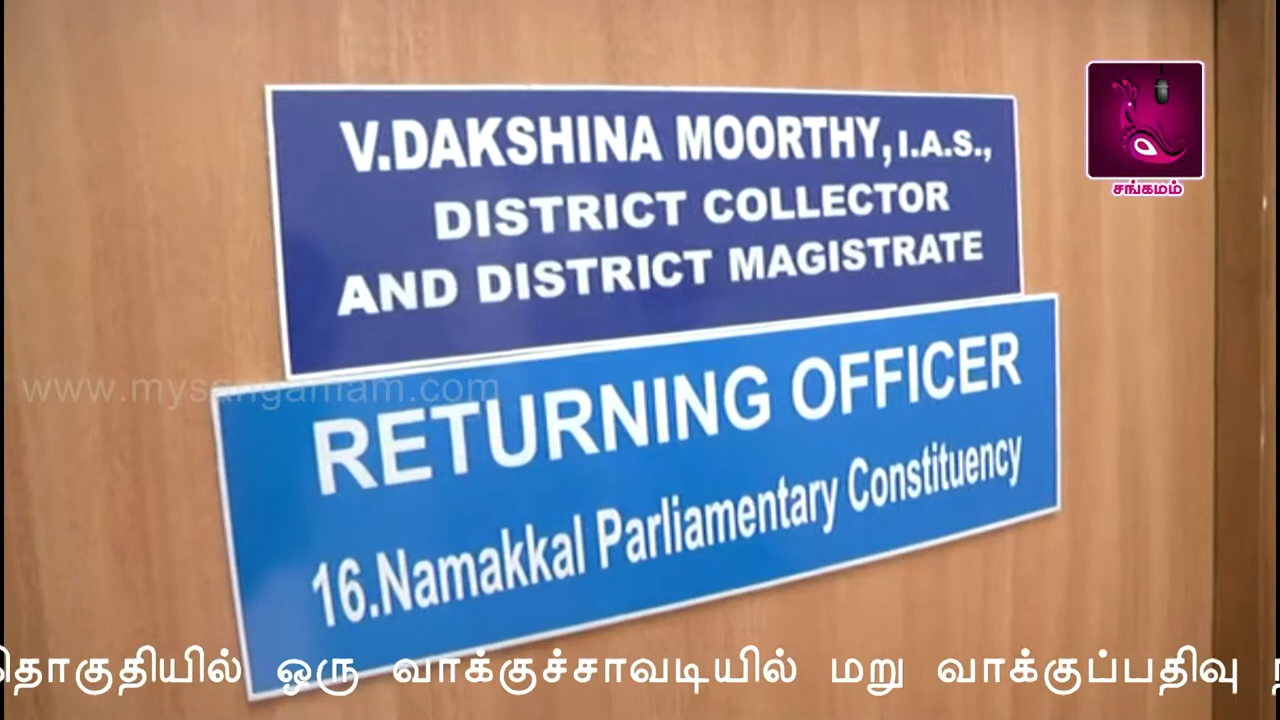 V.DAKSHINA MOORTHY, I.A.S.,
DISTRICT COLLECTOR
AND DISTRICT MAGISTRATE
சங்கமம்
www.mysangamam.com
RETURNING OFFICER
16.Namakkal Parliamentary Constituency
ஒரு வாக்குச்சாவடியில் மறு வாக்குப்பதிவு